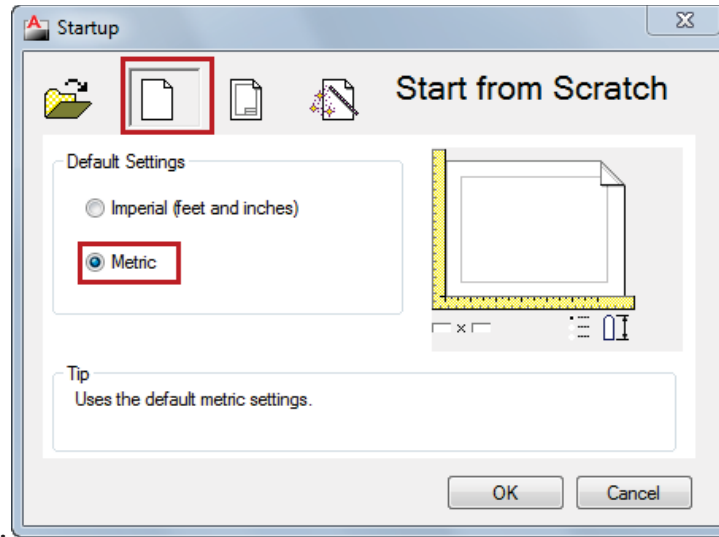 Startup
Start from Scratch
Default Settings
Imperial (feet and inches)
Metric
Tip
Uses the default metric settings.
OK Cancel